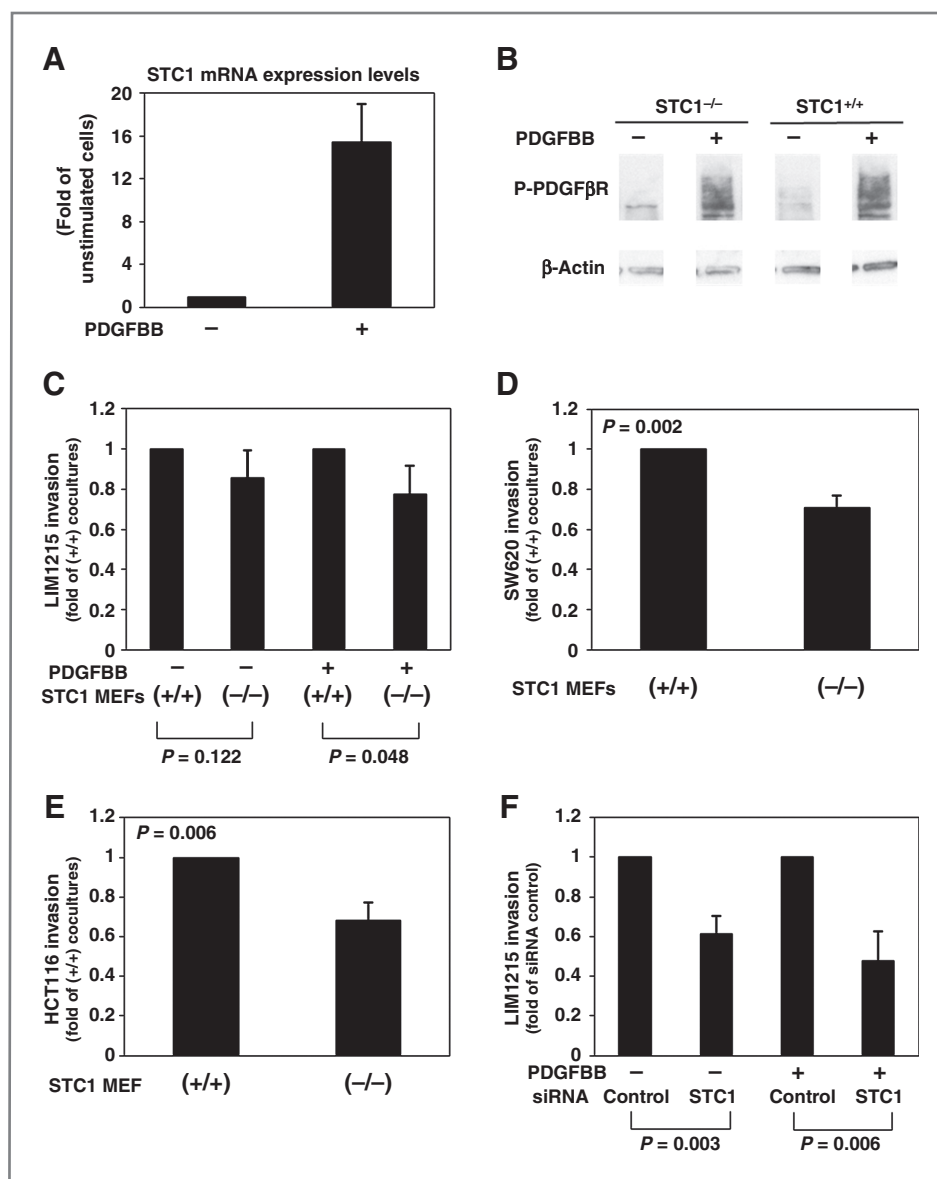 A
STC1 mRNA expression levels
(Fold of
unstimulated cells)
20
16
12
8
4
0
PDGFBB – +
B
STC1–/– STC1+/+
PDGFBB – + – +
P-PDGFβR
β-Actin
C
LIM1215 invasion
(fold of (+/+) cocultures)
1.2
1
0.8
0.6
0.4
0.2
0
PDGFBB – – + +
STC1 MEFs (+/+) (–/–) (+/+) (–/–)
P = 0.122 P = 0.048
D
SW620 invasion
(fold of (+/+) cocultures)
1.2
1
0.8
0.6
0.4
0.2
0
P = 0.002
STC1 MEFs (+/+) (–/–)
E
HCT116 invasion
(fold of (+/+) cocultures)
1.2
1
0.8
0.6
0.4
0.2
0
P = 0.006
STC1 MEF (+/+) (–/–)
F
LIM1215 invasion
(fold of siRNA control)
1.2
1
0.8
0.6
0.4
0.2
0
PDGFBB – – + +
siRNA Control STC1 Control STC1
P = 0.003 P = 0.006